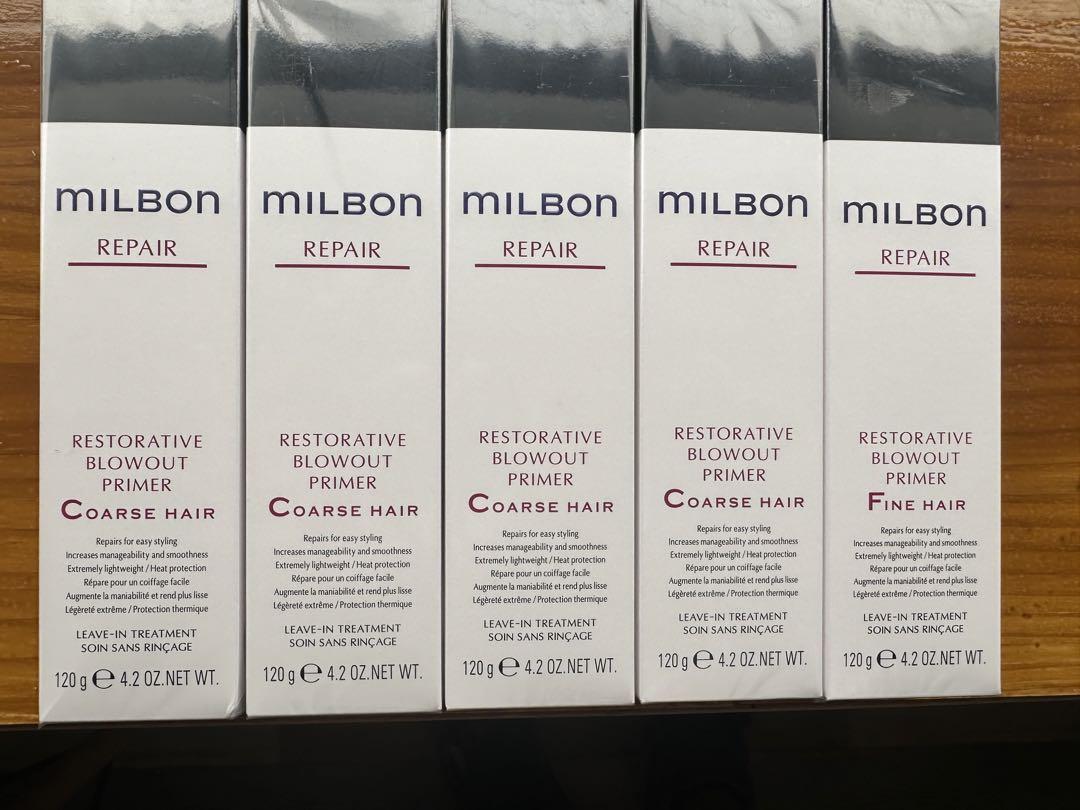 milbon
REPAIR
RESTORATIVE
BLOWOUT
PRIMER
COARSE HAIR
Repairs for easy styling
Increases manageability and smoothness
Extremely lightweight / Heat protection
Répare pour un coiffage facile
Augmente la maniabilité et rend plus lisse
Légèreté extrême / Protection thermique
LEAVE-IN TREATMENT
SOIN SANS RINÇAGE
120 g e 4.2 OZ.NET WT.
milbon
REPAIR
RESTORATIVE
BLOWOUT
PRIMER
COARSE HAIR
Repairs for easy styling
Increases manageability and smoothness
Extremely lightweight / Heat protection
Répare pour un coiffage facile
Augmente la maniabilité et rend plus lisse
Légèreté extrême / Protection thermique
LEAVE-IN TREATMENT
SOIN SANS RINÇAGE
120 g e 4.2 OZ.NET WT.
milbon
REPAIR
RESTORATIVE
BLOWOUT
PRIMER
COARSE HAIR
Repairs for easy styling
Increases manageability and smoothness
Extremely lightweight / Heat protection
Répare pour un coiffage facile
Augmente la maniabilité et rend plus lisse
Légèreté extrême / Protection thermique
LEAVE-IN TREATMENT
SOIN SANS RINÇAGE
120 g e 4.2 OZ.NET WT.
milbon
REPAIR
RESTORATIVE
BLOWOUT
PRIMER
COARSE HAIR
Repairs for easy styling
Increases manageability and smoothness
Extremely lightweight / Heat protection
Répare pour un coiffage facile
Augmente la maniabilité et rend plus lisse
Légèreté extrême / Protection thermique
LEAVE-IN TREATMENT
SOIN SANS RINÇAGE
120 g e 4.2 OZ.NET WT.
milbon
REPAIR
RESTORATIVE
BLOWOUT
PRIMER
FINE HAIR
Repairs for easy styling
Increases manageability and smoothness
Extremely lightweight / Heat protection
Répare pour un coiffage facile
Augmente la maniabilité et rend plus lisse
Légèreté extrême / Protection thermique
LEAVE-IN TREATMENT
SOIN SANS RINÇAGE
120 g e 4.2 OZ.NET WT.